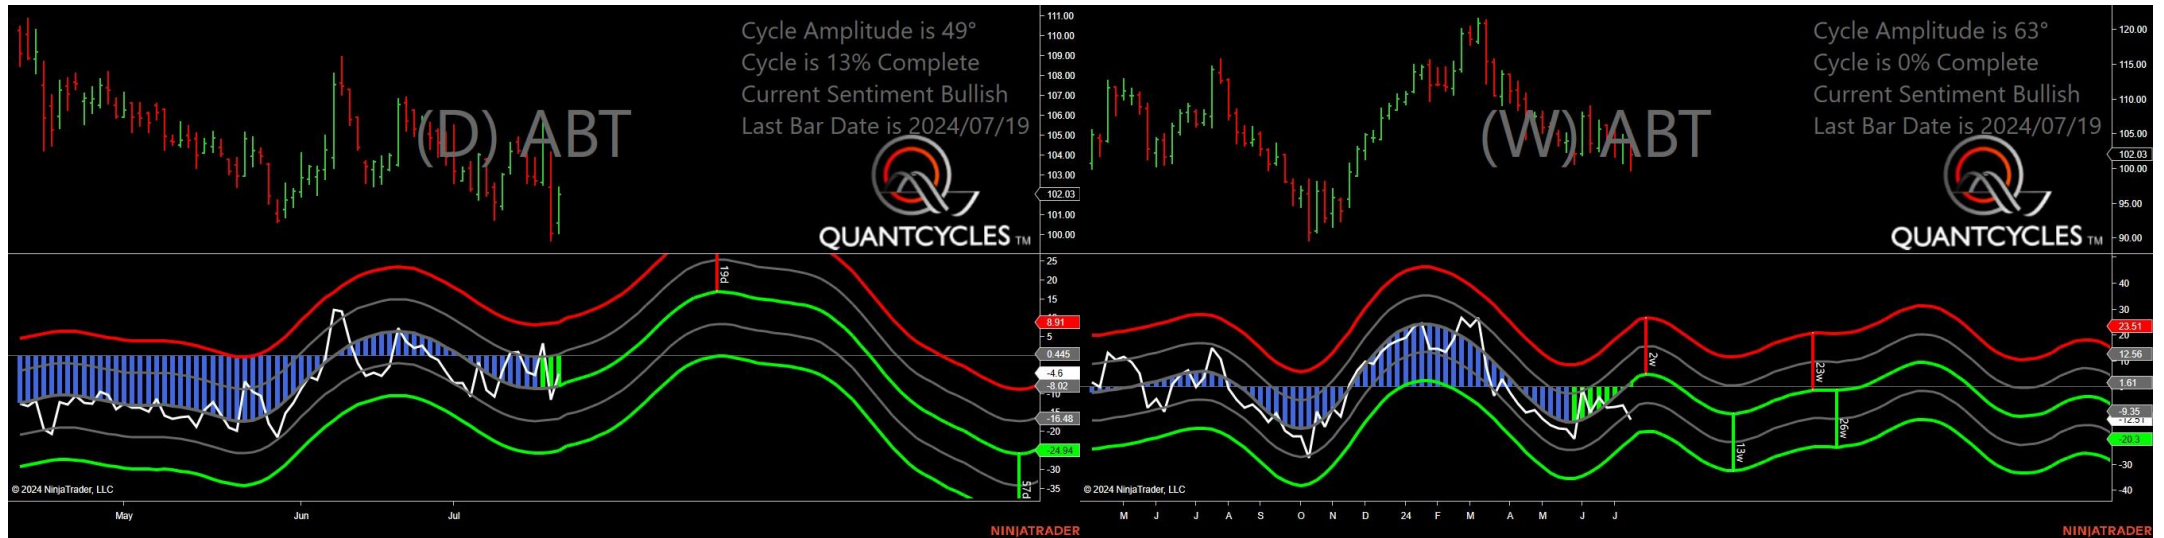 Cycle Amplitude is 49°
Cycle is 13% Complete
Current Sentiment Bullish
Last Bar Date is 2024/07/19
(D) ABT
QUANTCYCLES TM
111.00
110.00
109.00
108.00
107.00
106.00
105.00
104.00
103.00
102.03
101.00
100.00
19d
25
20
15
8.91
5
0.445
-4.6
-8.02
-10
-15
-16.48
-20
-24.94
-30
-35
57d
© 2024 NinjaTrader, LLC
May Jun Jul
NINJATRADER
Cycle Amplitude is 63°
Cycle is 0% Complete
Current Sentiment Bullish
Last Bar Date is 2024/07/19
(W) ABT
QUANTCYCLES TM
120.00
115.00
110.00
105.00
102.03
100.00
95.00
90.00
2w
13w
23w
26w
40
30
23.51
20
12.56
10
1.61
-9.35
-12.51
-20.3
-30
-40
© 2024 NinjaTrader, LLC
M J J A S O N D 24 F M A M J J
NINJATRADER